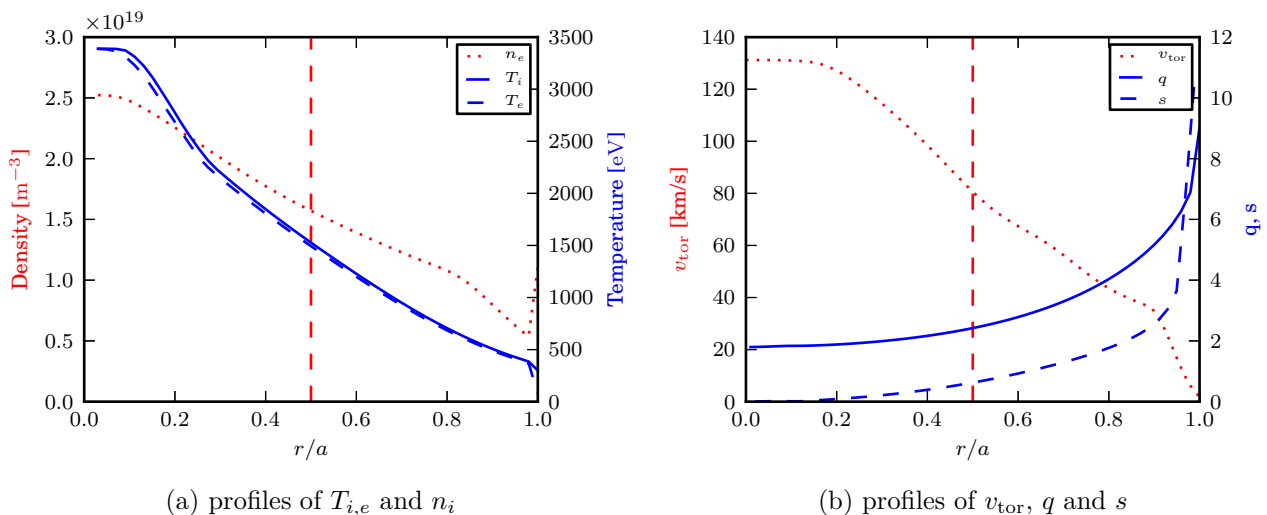 ×10^19
3.0
2.5
2.0
1.5
1.0
0.5
0.0
Density [m^−3]
n_e
T_i
T_e
3500
3000
2500
2000
1500
1000
500
0
Temperature [eV]
0.0 0.2 0.4 0.6 0.8 1.0
r/a
(a) profiles of T_i,e and n_i
140
120
100
80
60
40
20
0
v_tor [km/s]
v_tor
q
s
12
10
8
6
4
2
0
q, s
0.0 0.2 0.4 0.6 0.8 1.0
r/a
(b) profiles of v_tor, q and s